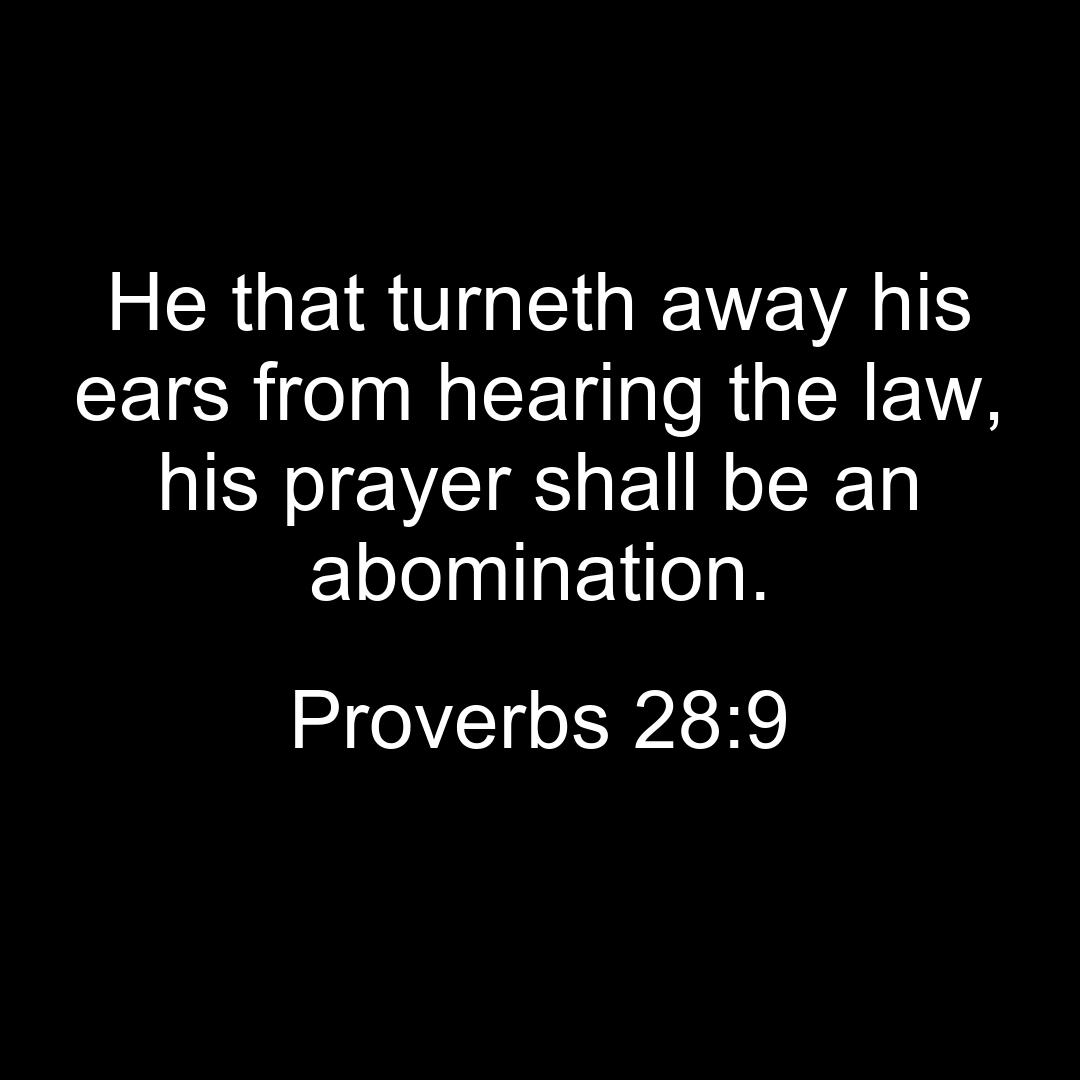 He that turneth away his
ears from hearing the law,
his prayer shall be an
abomination.
Proverbs 28:9